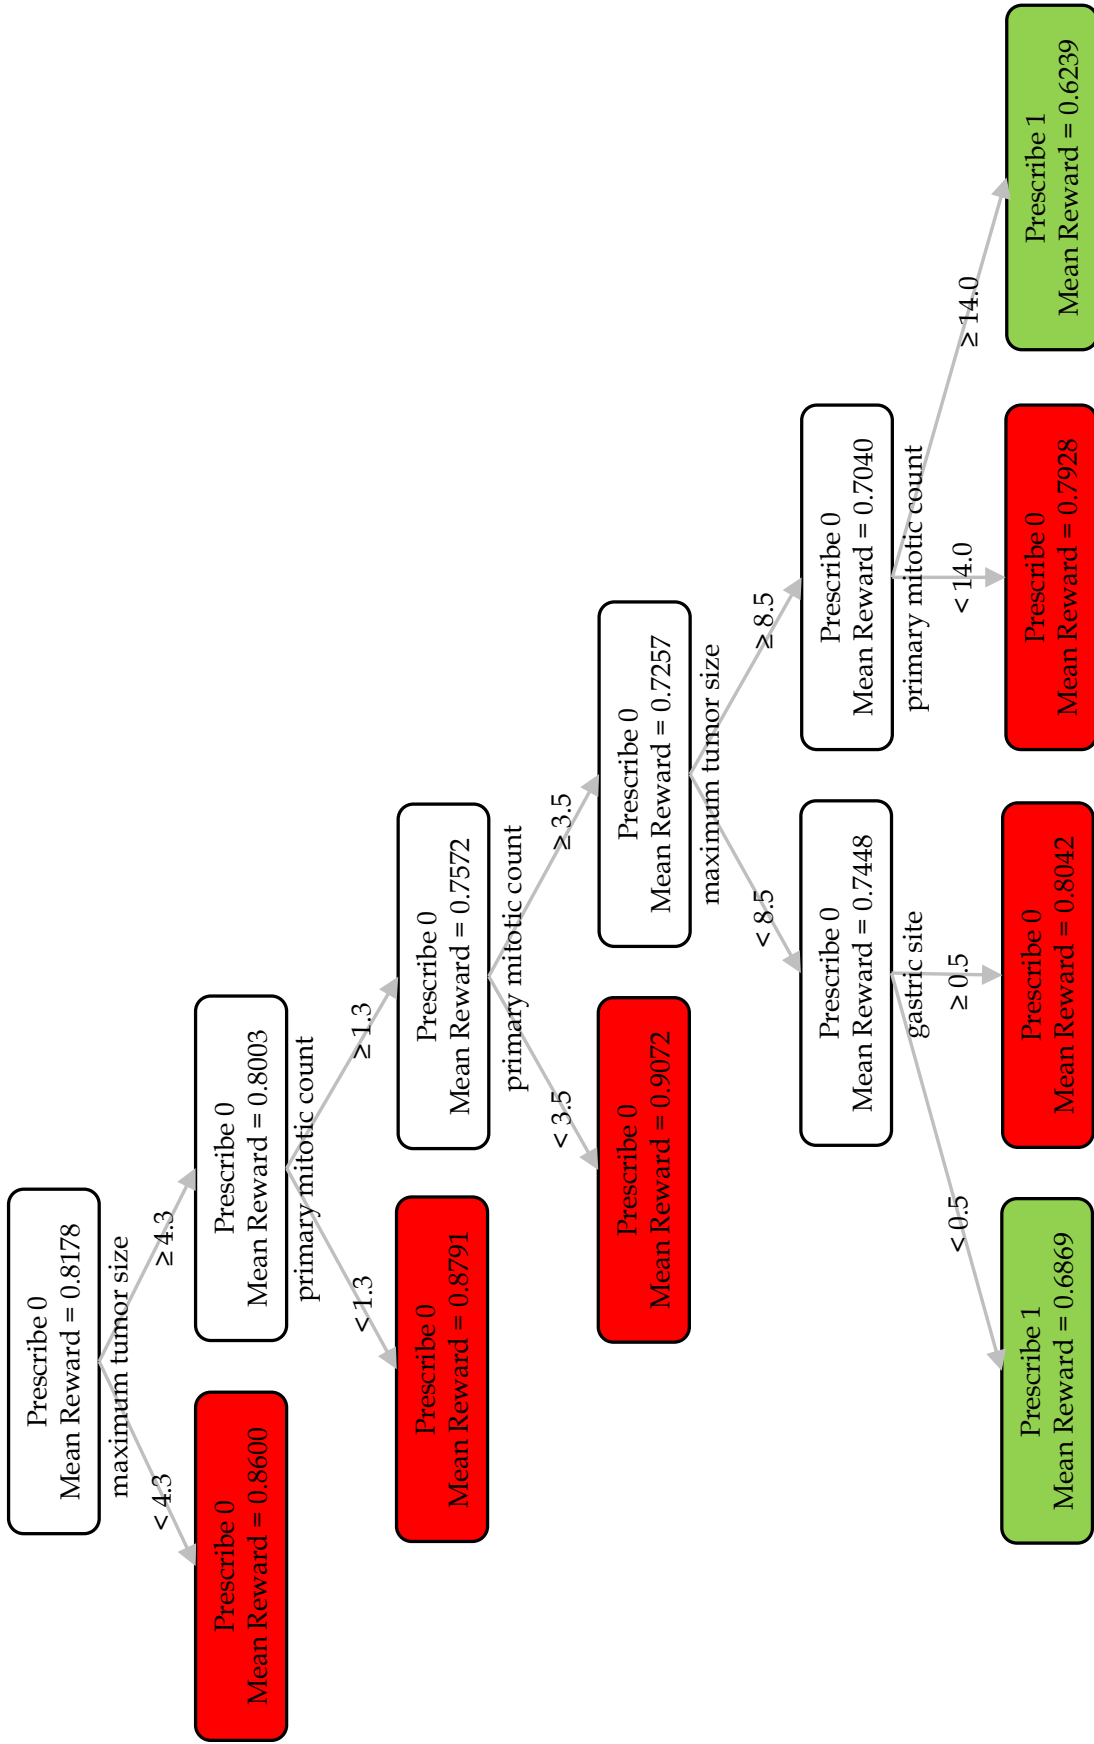 Prescribe 0
Mean Reward = 0.8178
maximum tumor size
< 4.3
≥ 4.3
Prescribe 0
Mean Reward = 0.8600
Prescribe 0
Mean Reward = 0.8003
primary mitotic count
< 1.3
≥ 1.3
Prescribe 0
Mean Reward = 0.8791
Prescribe 0
Mean Reward = 0.7572
primary mitotic count
< 3.5
≥ 3.5
Prescribe 0
Mean Reward = 0.9072
Prescribe 0
Mean Reward = 0.7257
maximum tumor size
< 8.5
≥ 8.5
Prescribe 0
Mean Reward = 0.7448
gastric site
Prescribe 0
Mean Reward = 0.7040
primary mitotic count
< 0.5
≥ 0.5
< 14.0
≥ 14.0
Prescribe 1
Mean Reward = 0.6869
Prescribe 0
Mean Reward = 0.8042
Prescribe 0
Mean Reward = 0.7928
Prescribe 1
Mean Reward = 0.6239